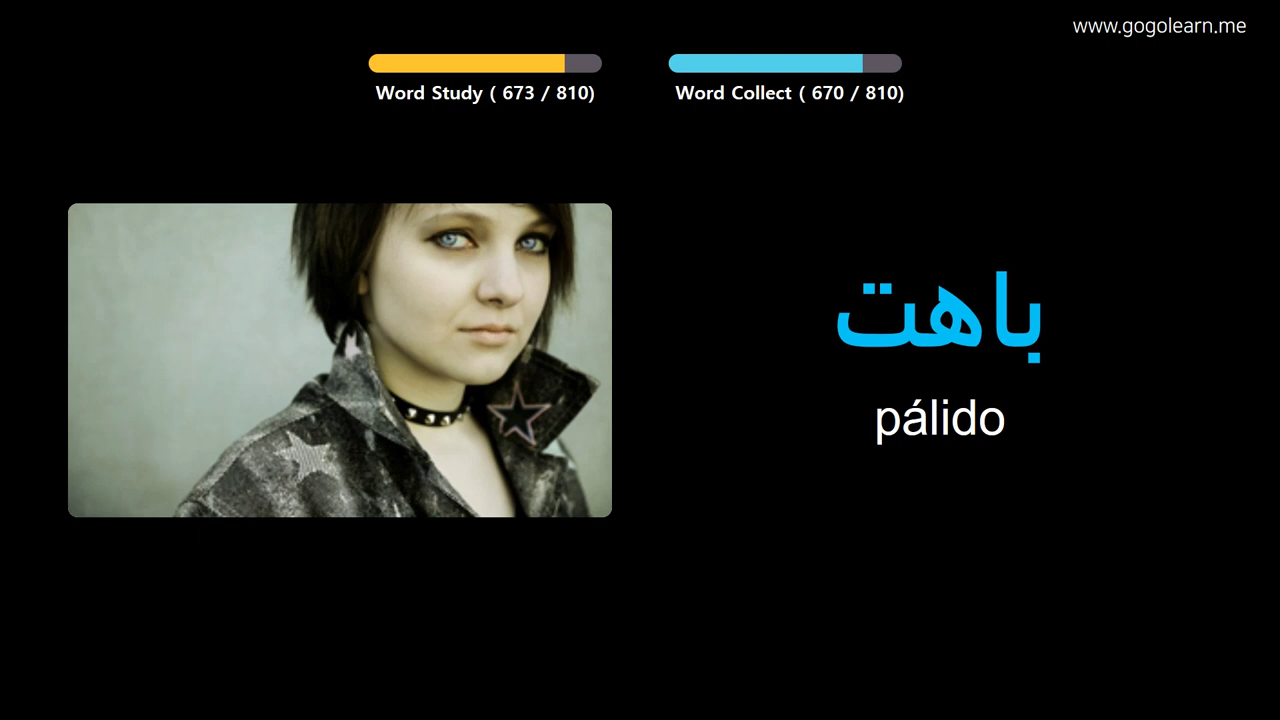 www.gogolearn.me
Word Study ( 673 / 810)
Word Collect ( 670 / 810)
باهت
pálido